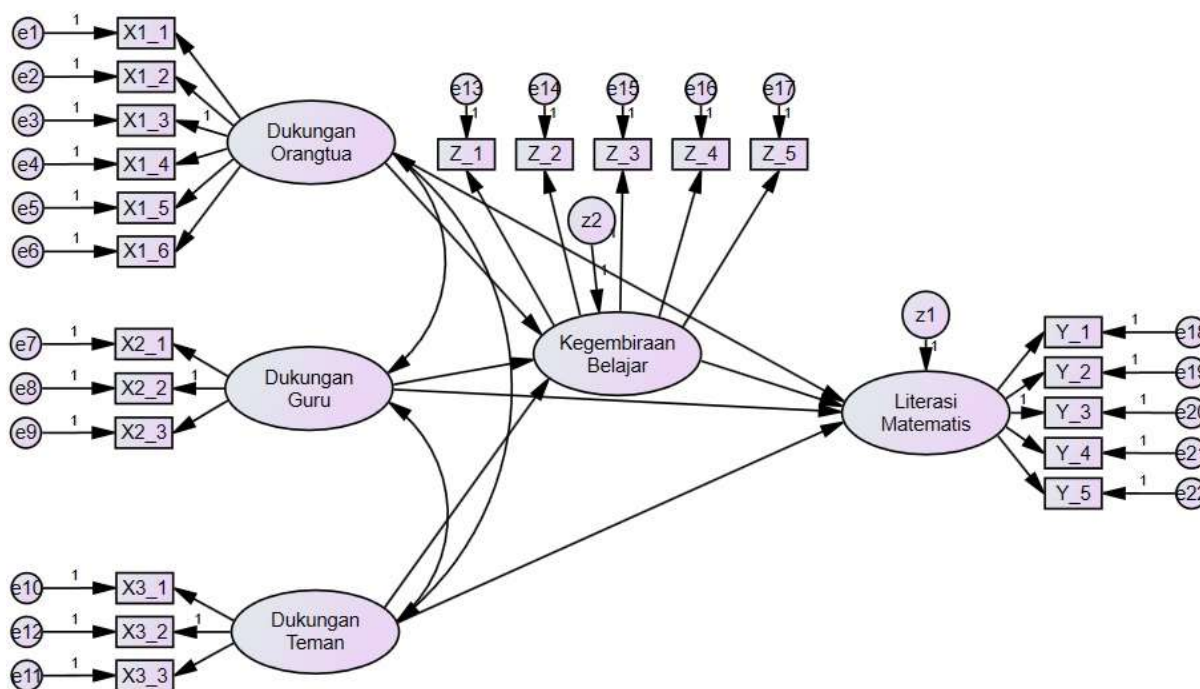 e1 1 X1_1
e2 1 X1_2
e3 1 X1_3 1
e4 1 X1_4
e5 1 X1_5
e6 1 X1_6
Dukungan
Orangtua
e13 e14 e15 e16 e17
1 1 1 1 1
Z_1 Z_2 Z_3 Z_4 Z_5
z2
1
1
Kegembiraan
Belajar
e7 1 X2_1
e8 1 X2_2 1
e9 1 X2_3
Dukungan
Guru
z1
1
Literasi
Matematis
Y_1 1 e18
Y_2 1 e19
1 Y_3 1 e20
Y_4 1 e21
Y_5 1 e22
e10 1 X3_1
e12 1 X3_2 1
e11 1 X3_3
Dukungan
Teman